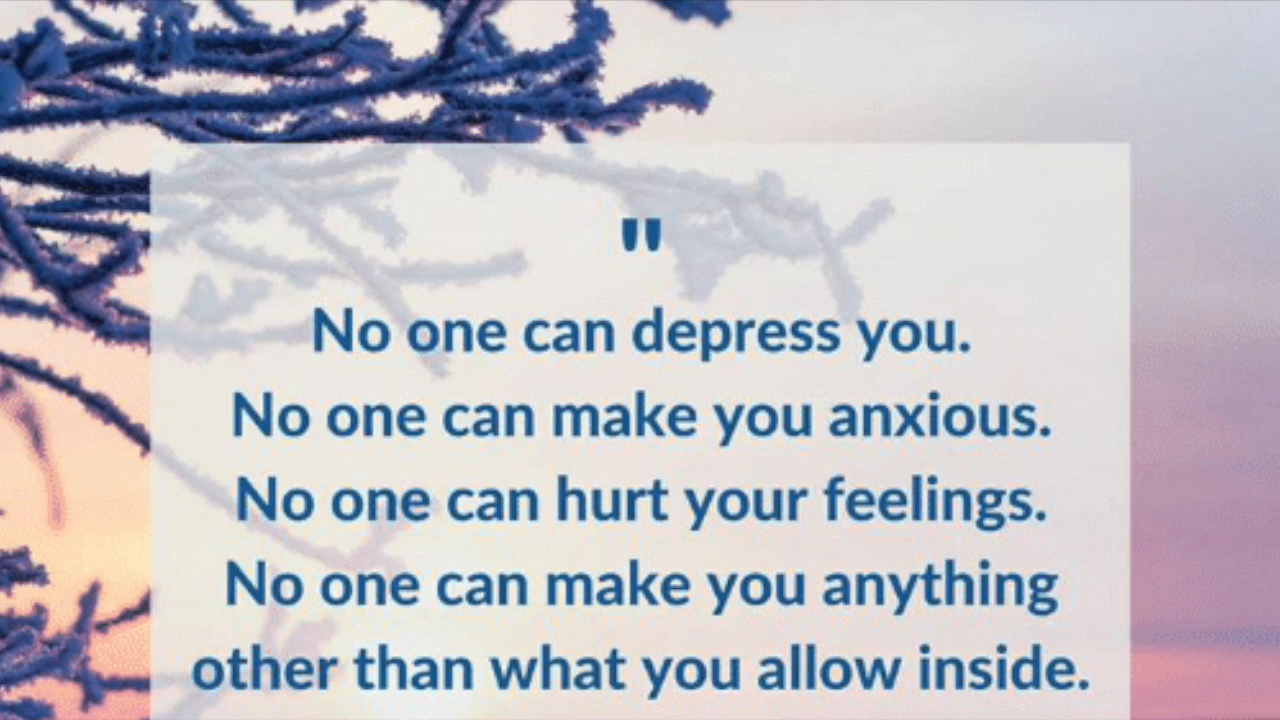 "
No one can depress you.
No one can make you anxious.
No one can hurt your feelings.
No one can make you anything
other than what you allow inside.